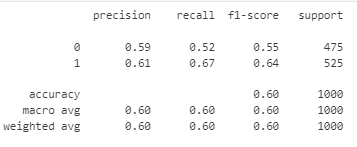 precision recall f1-score support
0 0.59 0.52 0.55 475
1 0.61 0.67 0.64 525
accuracy 0.60 1000
macro avg 0.60 0.60 0.60 1000
weighted avg 0.60 0.60 0.60 1000